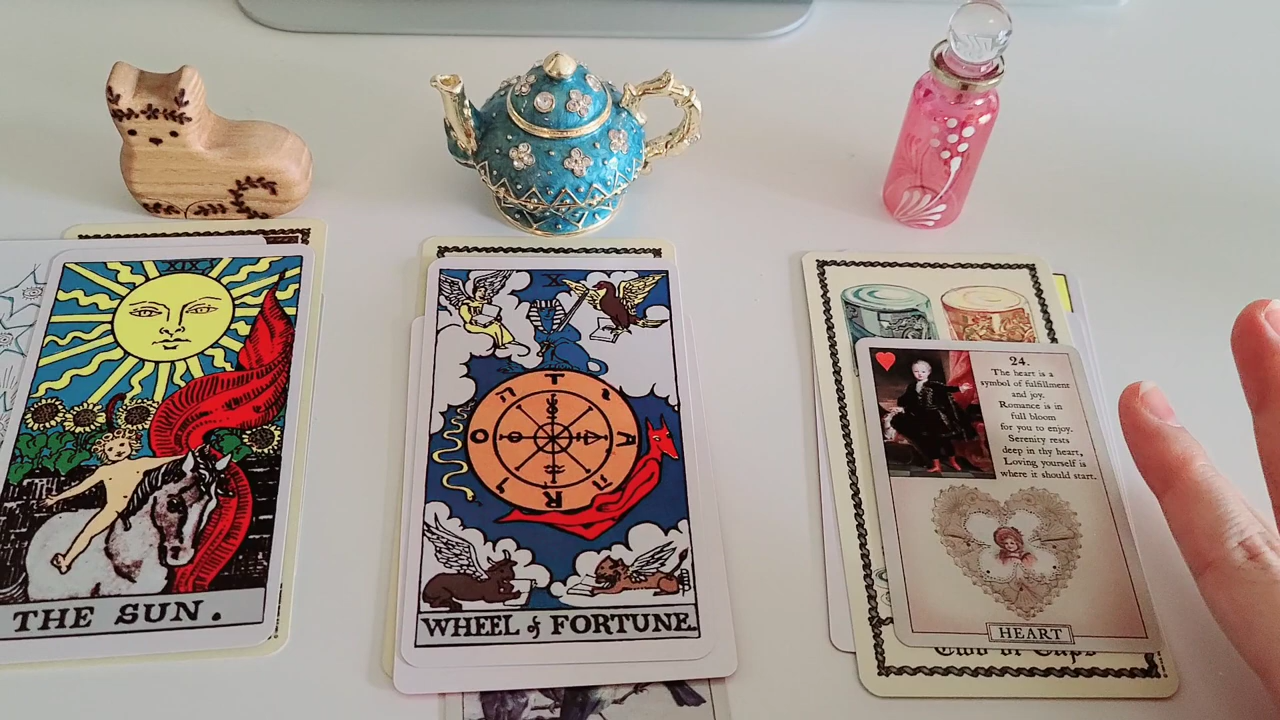 XIX
THE SUN.
X
WHEEL of FORTUNE.
24.
The heart is a
symbol of fulfillment
and joy.
Romance is in
full bloom
for you to enjoy.
Serenity rests
deep in thy heart,
Loving yourself is
where it should start.
HEART
of Cups